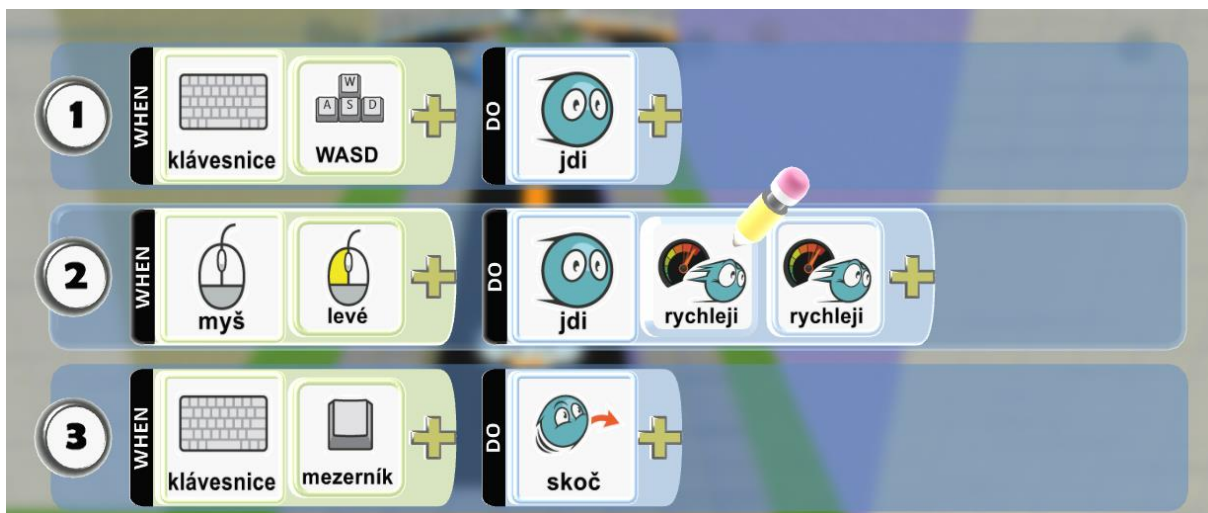 1 WHEN klávesnice W A S D WASD DO jdi
2 WHEN myš levé DO jdi rychleji rychleji
3 WHEN klávesnice mezerník DO skoč